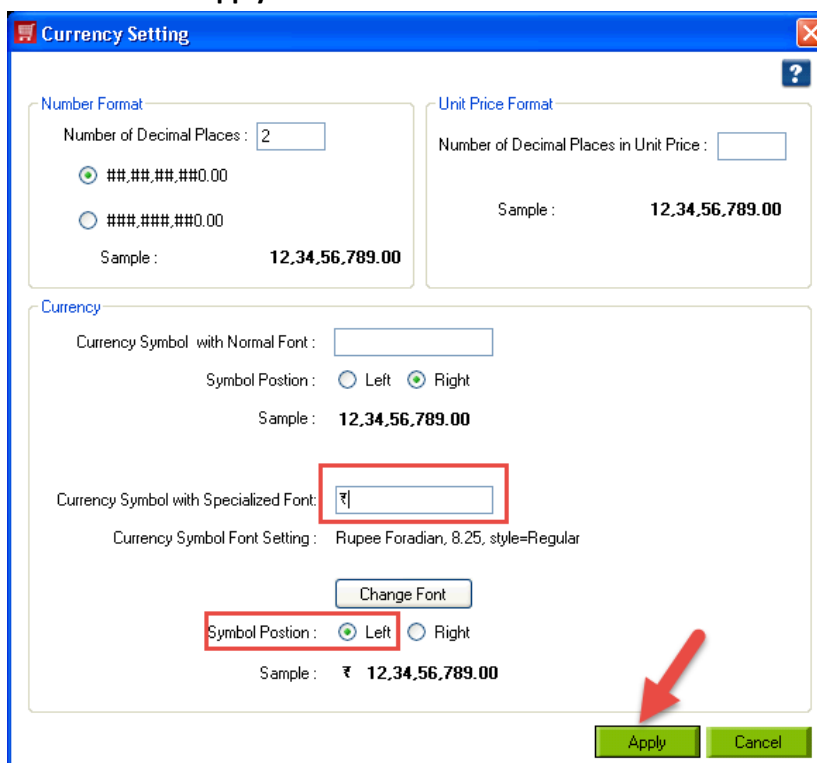 Currency Setting
?
Number Format
Number of Decimal Places : 2
##,##,##,##0.00
###,###,##0.00
Sample : 12,34,56,789.00
Unit Price Format
Number of Decimal Places in Unit Price :
Sample : 12,34,56,789.00
Currency
Currency Symbol with Normal Font :
Symbol Postion : Left Right
Sample : 12,34,56,789.00
Currency Symbol with Specialized Font: ₹
Currency Symbol Font Setting : Rupee Foradian, 8.25, style=Regular
Change Font
Symbol Postion : Left Right
Sample : ₹ 12,34,56,789.00
Apply Cancel